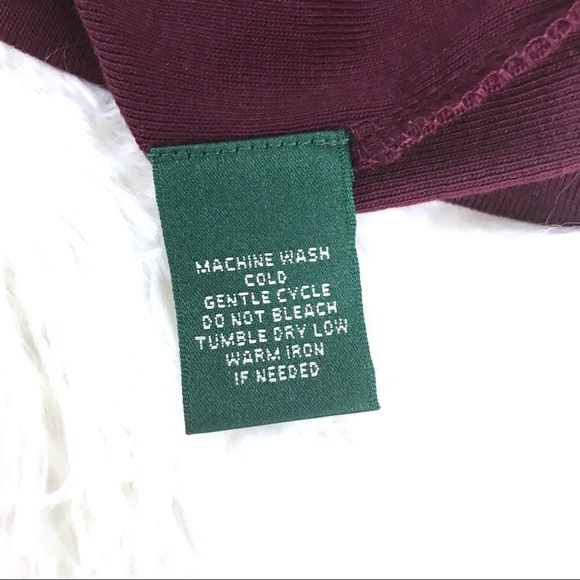 MACHINE WASH
COLD
GENTLE CYCLE
DO NOT BLEACH
TUMBLE DRY LOW
WARM IRON
IF NEEDED